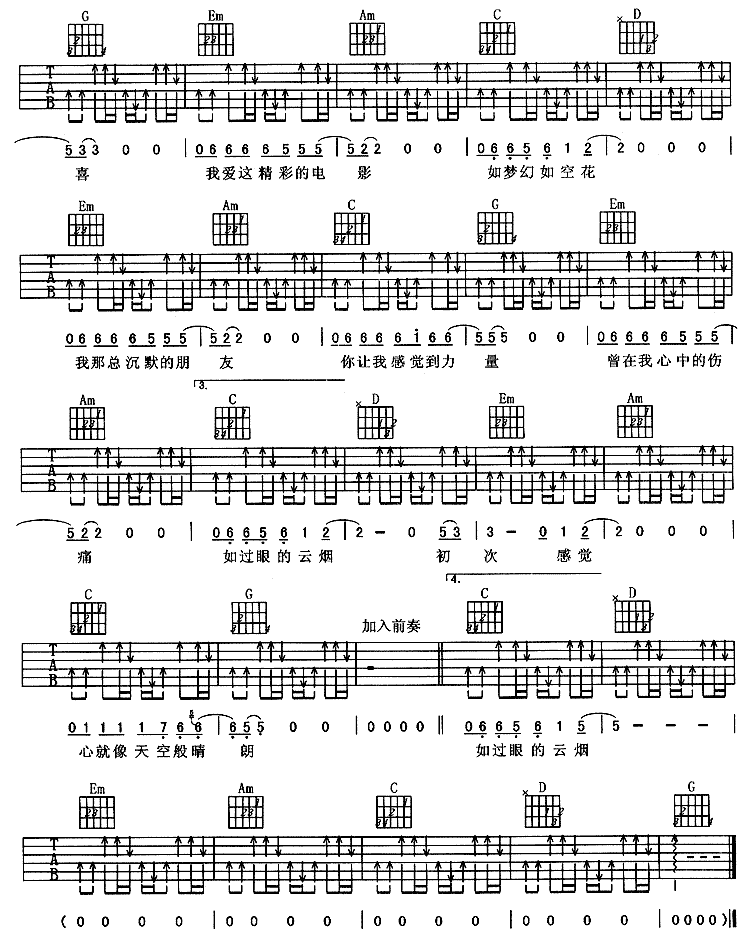 G Em Am C D
T A B
5 3 3 0 0 | 0 6 6 6 6 5 5 5 | 5 2 2 0 0 | 0 6 6 5 6 1 2 | 2 0 0 0 |
喜 我爱这精彩的电 影 如梦幻如空花
Em Am C G Em
T A B
0 6 6 6 6 5 5 5 | 5 2 2 0 0 | 0 6 6 6 6 i 6 6 | 5 5 5 0 0 | 0 6 6 6 6 5 5 5 |
我那总沉默的朋 友 你让我感觉到力 量 曾在我心中的伤
3.
Am C D Em Am
T A B
5 2 2 0 0 | 0 6 6 5 6 1 2 | 2 - 0 5 3 | 3 - 0 1 2 | 2 0 0 0 |
痛 如过眼的云烟 初 次 感觉
4.
C G 加入前奏 C D
T A B
0 1 1 1 1 7 6 6 | 6 5 5 0 0 | 0 0 0 0 || 0 6 6 5 6 1 5 | 5 - - - |
心就像天空般晴 朗 如过眼的云烟
Em Am C D G
T A B
( 0 0 0 0 | 0 0 0 0 | 0 0 0 0 | 0 0 0 0 | 0 0 0 0 ) ||